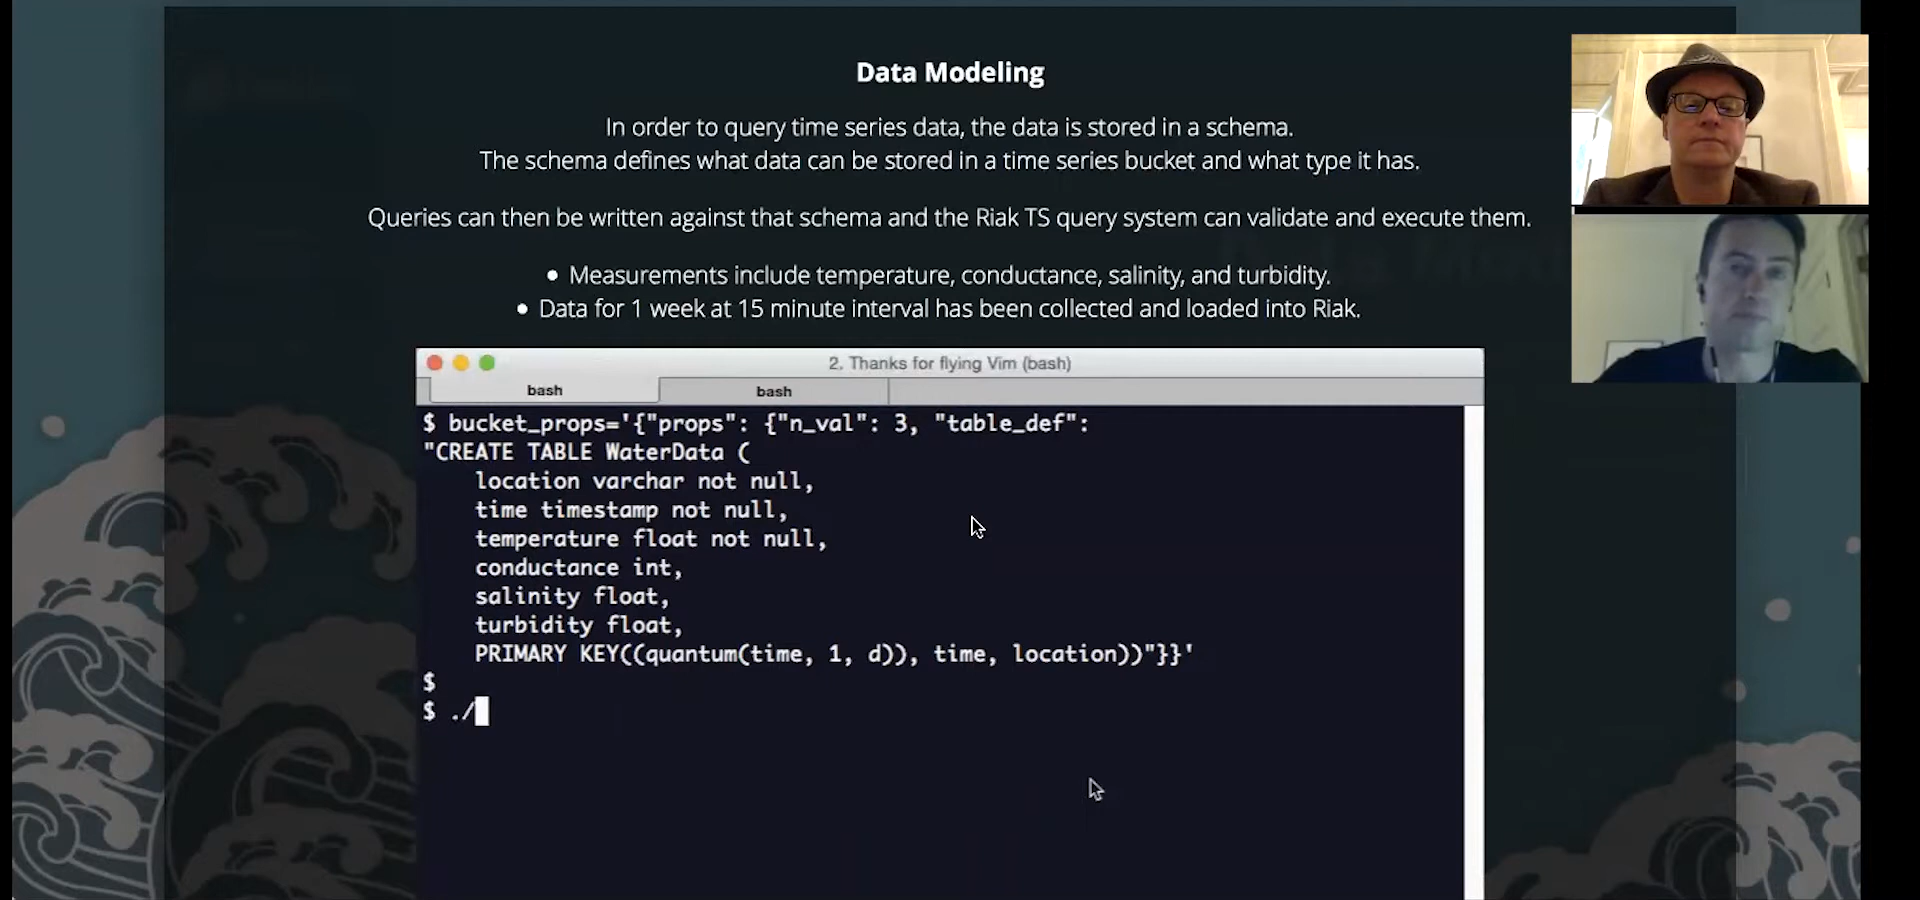 Data Modeling
In order to query time series data, the data is stored in a schema.
The schema defines what data can be stored in a time series bucket and what type it has.
Queries can then be written against that schema and the Riak TS query system can validate and execute them.
• Measurements include temperature, conductance, salinity, and turbidity.
• Data for 1 week at 15 minute interval has been collected and loaded into Riak.
2. Thanks for flying Vim (bash)
bash bash
$ bucket_props='{"props": {"n_val": 3, "table_def":
"CREATE TABLE WaterData (
location varchar not null,
time timestamp not null,
temperature float not null,
conductance int,
salinity float,
turbidity float,
PRIMARY KEY((quantum(time, 1, d)), time, location))"}}'
$
$ ./